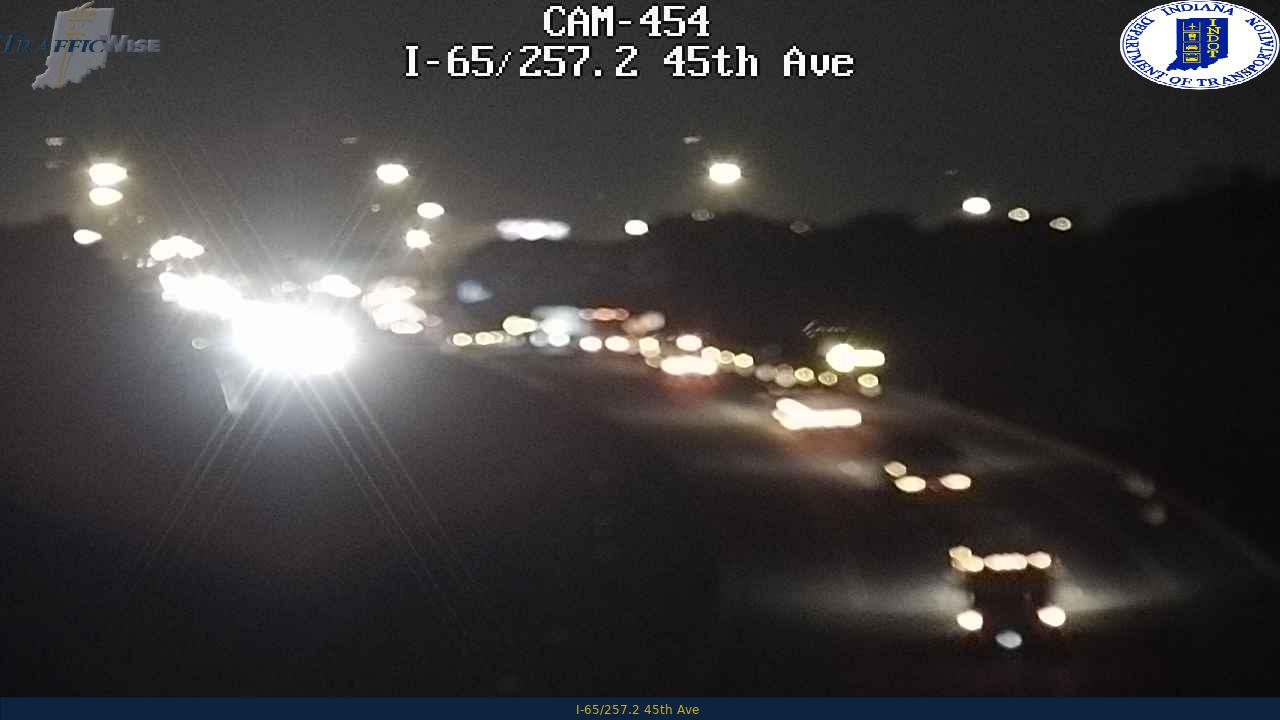 CAM-454
I-65/257.2 45th Ave
TRAFFICWISE
INDIANA
DEPARTMENT OF TRANSPORTATION
INDOT
I-65/257.2 45th Ave